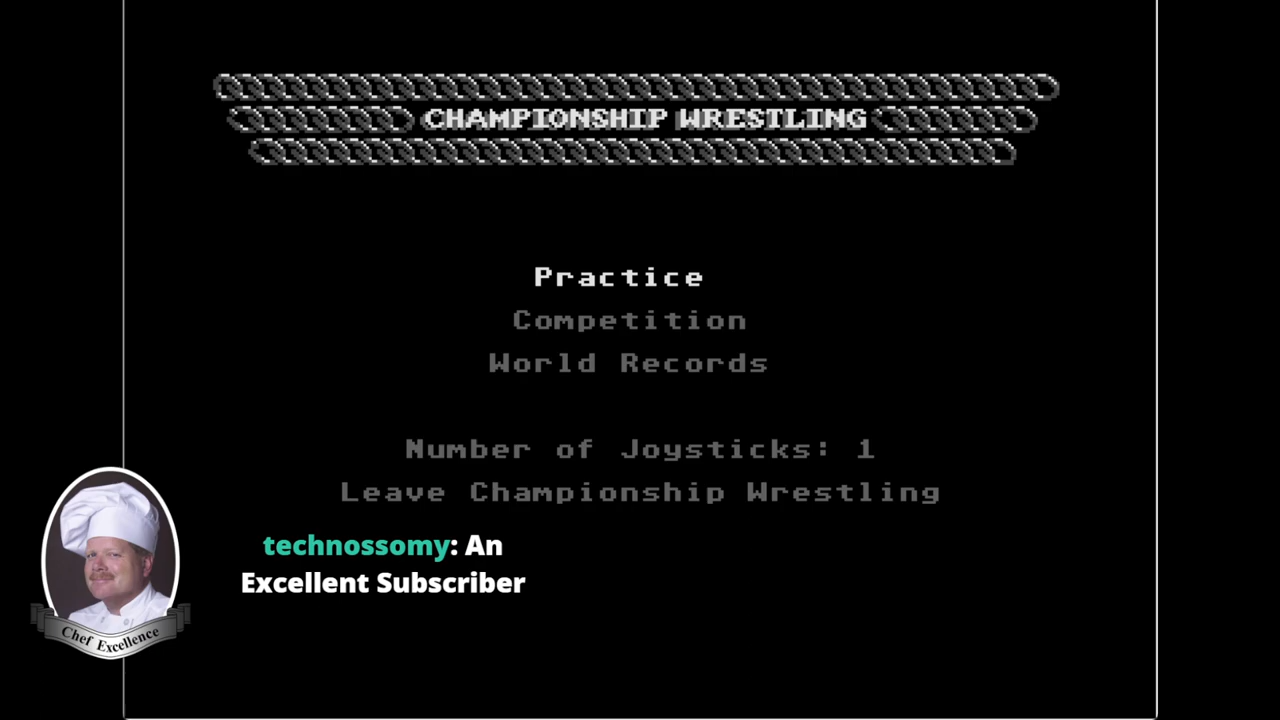 CHAMPIONSHIP WRESTLING
Practice
Competition
World Records
Number of Joysticks: 1
Leave Championship Wrestling
technossomy: An
Excellent Subscriber
Chef Excellence